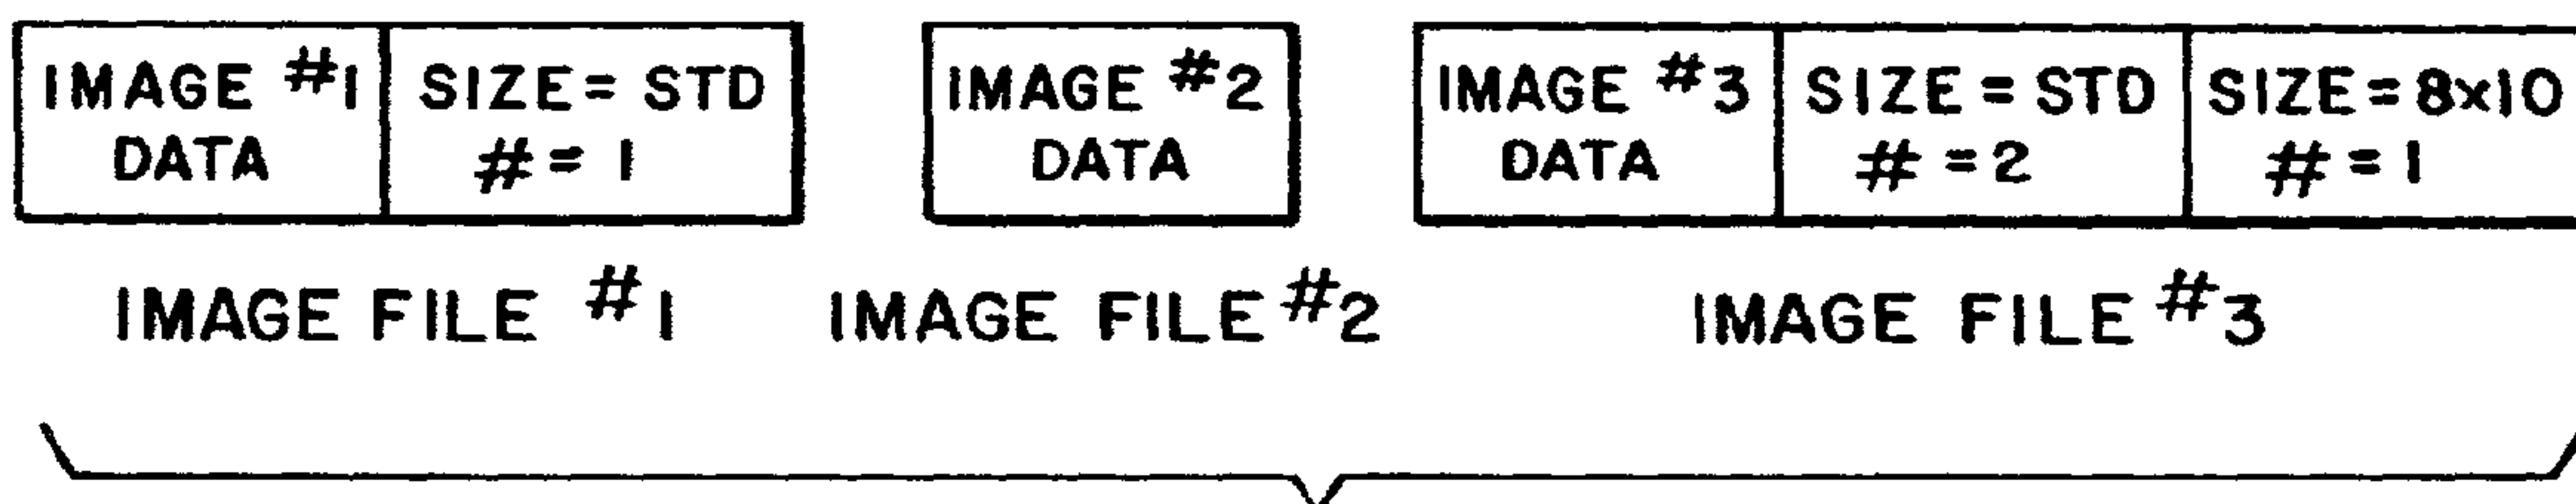 IMAGE #1 SIZE = STD IMAGE #2 IMAGE #3 SIZE = STD SIZE = 8x10
DATA # = 1 DATA DATA # = 2 # = 1
IMAGE FILE #1 IMAGE FILE #2 IMAGE FILE #3